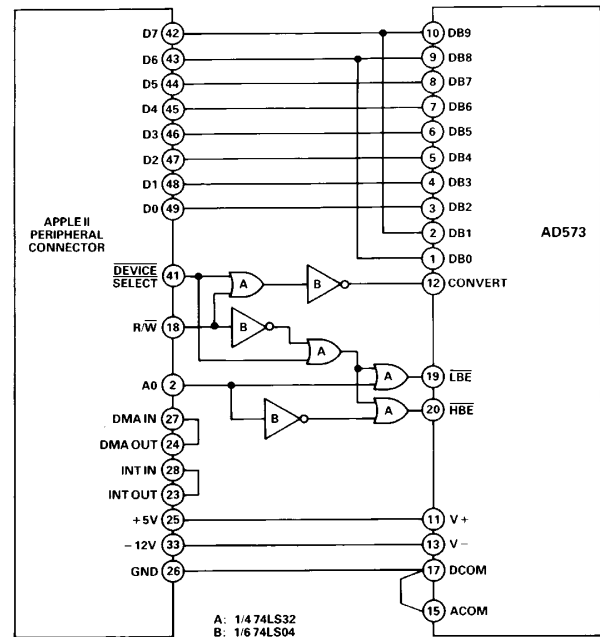 D7 42 10 DB9
D6 43 9 DB8
D5 44 8 DB7
D4 45 7 DB6
D3 46 6 DB5
D2 47 5 DB4
D1 48 4 DB3
D0 49 3 DB2
2 DB1
1 DB0
APPLE II
PERIPHERAL
CONNECTOR
AD573
DEVICE
SELECT 41
A B 12 CONVERT
R/W 18 B
A
A0 2 A 19 LBE
B A 20 HBE
DMA IN 27
DMA OUT 24
INT IN 28
INT OUT 23
+5V 25 11 V+
-12V 33 13 V-
GND 26 17 DCOM
15 ACOM
A: 1/4 74LS32
B: 1/6 74LS04